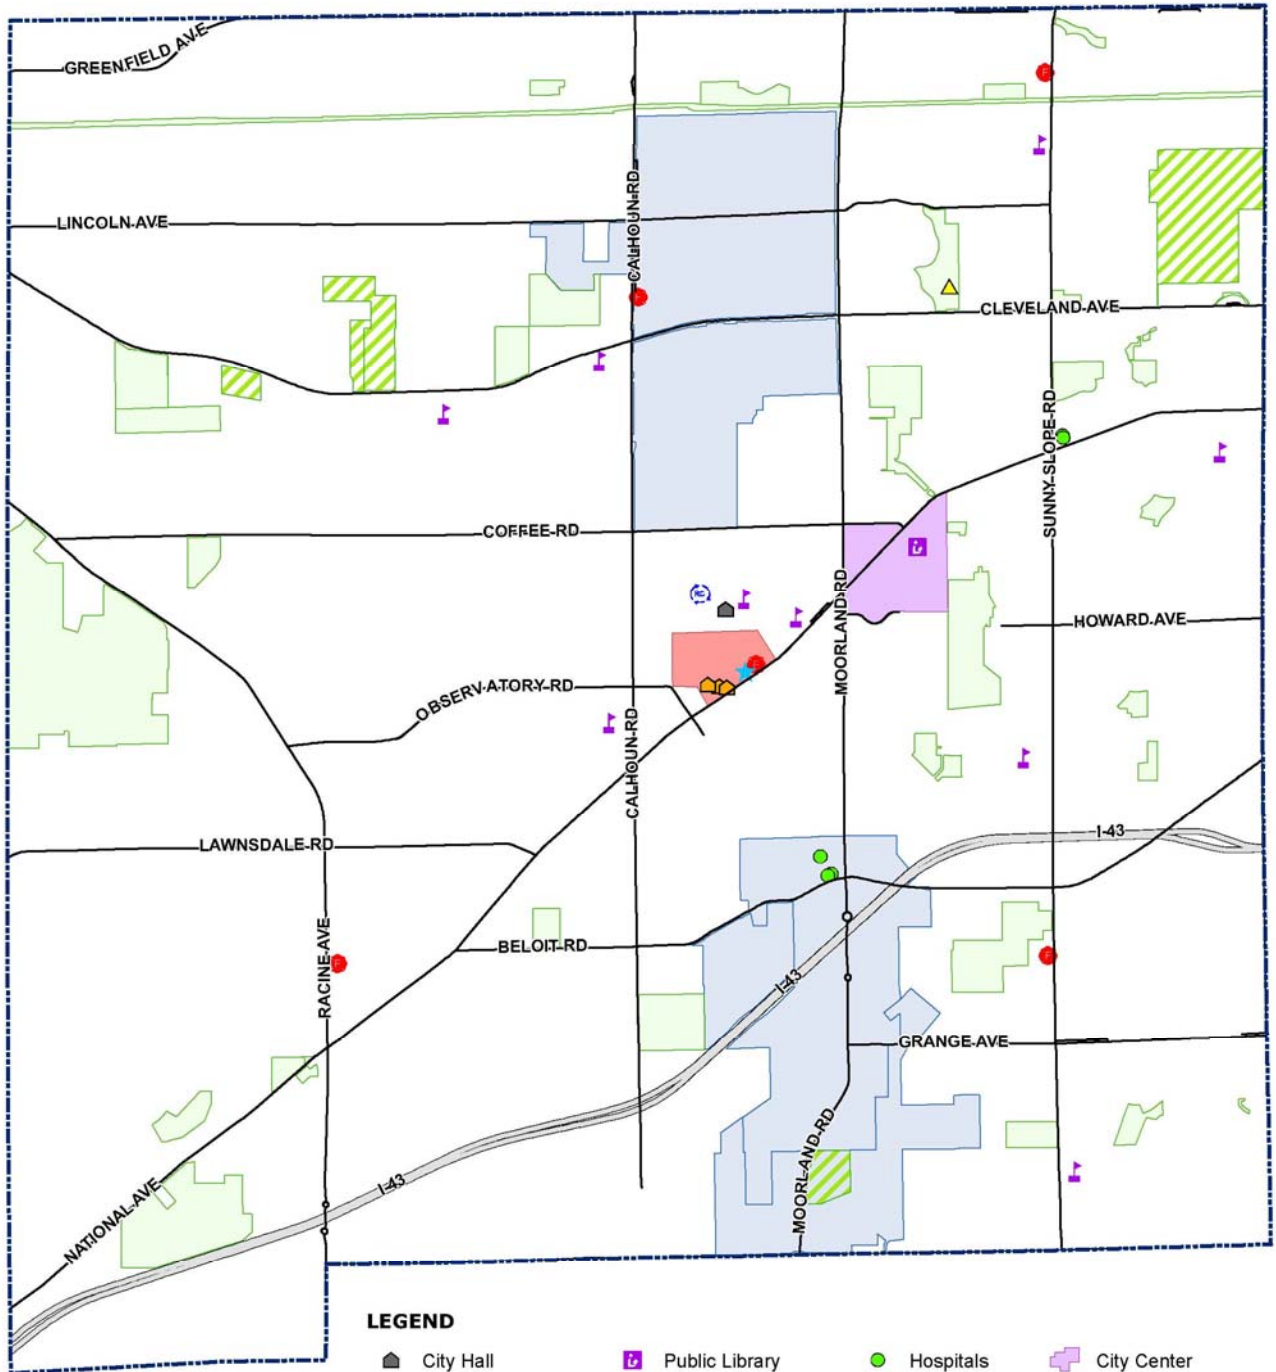 GREENFIELD AVE
F
LINCOLN AVE
CALHOUN RD
F
CLEVELAND AVE
SUNNY SLOPE RD
COFFEE RD
RC
MOORLAND RD
HOWARD AVE
F
OBSERVATORY RD
CALHOUN RD
I-43
LAWNSDALE RD
BELOIT RD
RACINE AVE
F
F
I-43
GRANGE AVE
MOORLAND RD
I-43
NATIONAL AVE
LEGEND
City Hall Public Library Hospitals City Center